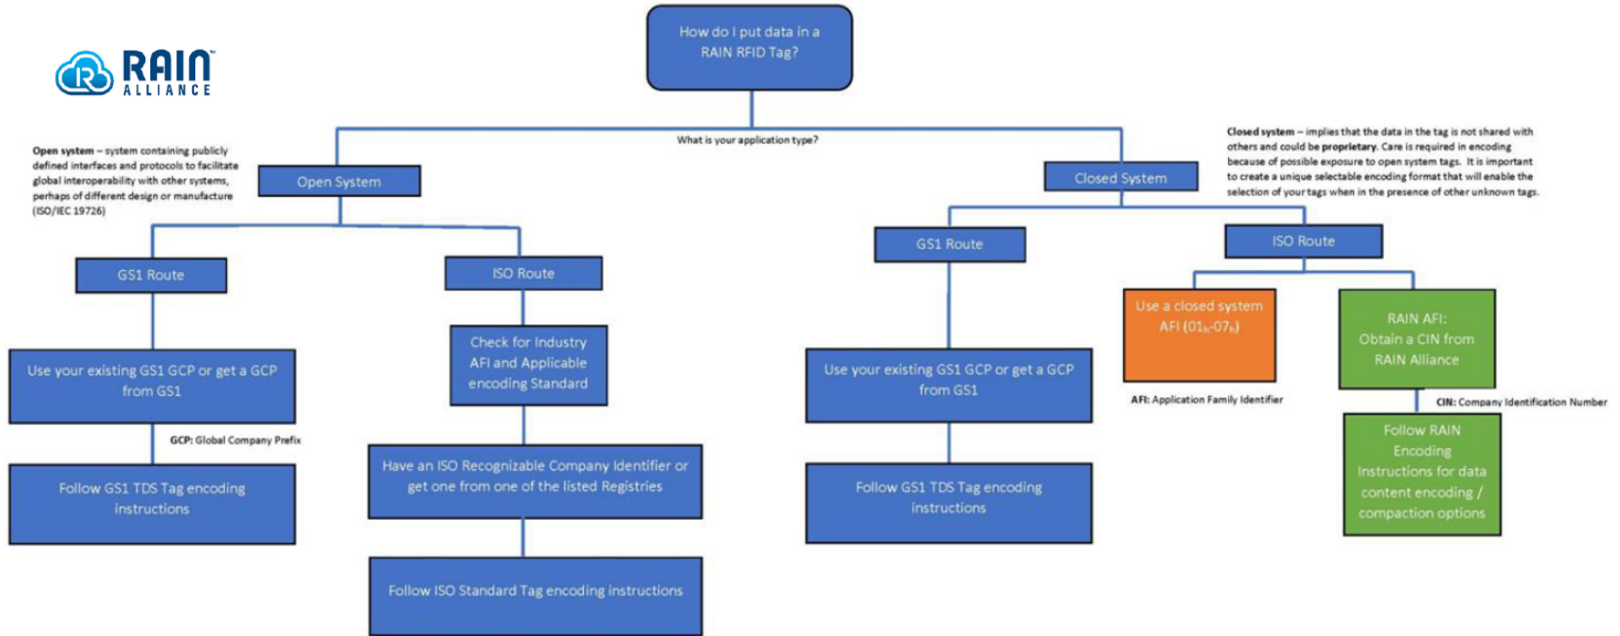 How do I put data in a
RAIN RFID Tag?
RAIN
ALLIANCE
What is your application type?
Open system – system containing publicly
defined interfaces and protocols to facilitate
global interoperability with other systems,
perhaps of different design or manufacture
(ISO/IEC 19726)
Open System
Closed system – implies that the data in the tag is not shared with
others and could be proprietary. Care is required in encoding
because of possible exposure to open system tags. It is important
to create a unique selectable encoding format that will enable the
selection of your tags when in the presence of other unknown tags.
Closed System
GS1 Route
ISO Route
GS1 Route
ISO Route
Use your existing GS1 GCP or get a GCP
from GS1
GCP: Global Company Prefix
Follow GS1 TDS Tag encoding
instructions
Check for Industry
AFI and Applicable
encoding Standard
Have an ISO Recognizable Company Identifier or
get one from one of the listed Registries
Follow ISO Standard Tag encoding instructions
Use your existing GS1 GCP or get a GCP
from GS1
Follow GS1 TDS Tag encoding
instructions
Use a closed system
AFI (01ₕ-07ₕ)
AFI: Application Family Identifier
RAIN AFI:
Obtain a CIN from
RAIN Alliance
CIN: Company Identification Number
Follow RAIN
Encoding
Instructions for data
content encoding /
compaction options